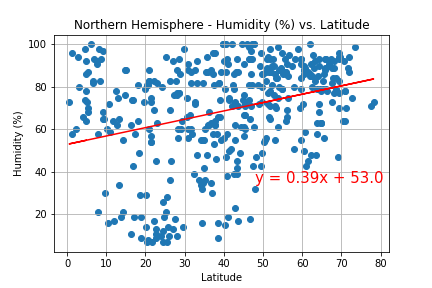 Northern Hemisphere - Humidity (%) vs. Latitude
100
80
60
40
20
Humidity (%)
y = 0.39x + 53.0
0 10 20 30 40 50 60 70 80
Latitude